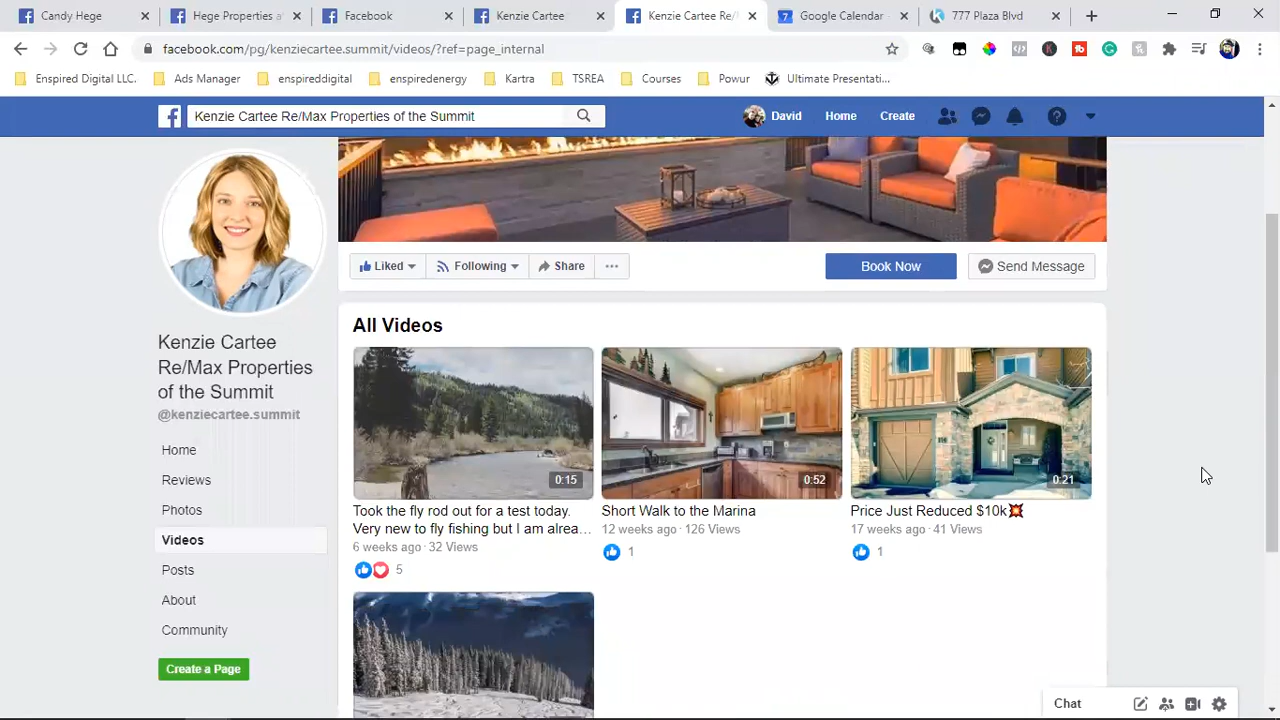 Candy Hege
Hege Properties a
Facebook
Kenzie Cartee
Kenzie Cartee Re/
Google Calendar -
777 Plaza Blvd
facebook.com/pg/kenziecartee.summit/videos/?ref=page_internal
Enspired Digital LLC.
Ads Manager
enspireddigital
enspiredenergy
Kartra
TSREA
Courses
Powur
Ultimate Presentati...
Kenzie Cartee Re/Max Properties of the Summit
David
Home
Create
Liked
Following
Share
Book Now
Send Message
Kenzie Cartee
Re/Max Properties
of the Summit
@kenziecartee.summit
Home
Reviews
Photos
Videos
Posts
About
Community
Create a Page
All Videos
0:15
Took the fly rod out for a test today.
Very new to fly fishing but I am alrea...
6 weeks ago · 32 Views
5
0:52
Short Walk to the Marina
12 weeks ago · 126 Views
1
0:21
Price Just Reduced $10k💥
17 weeks ago · 41 Views
1
Chat